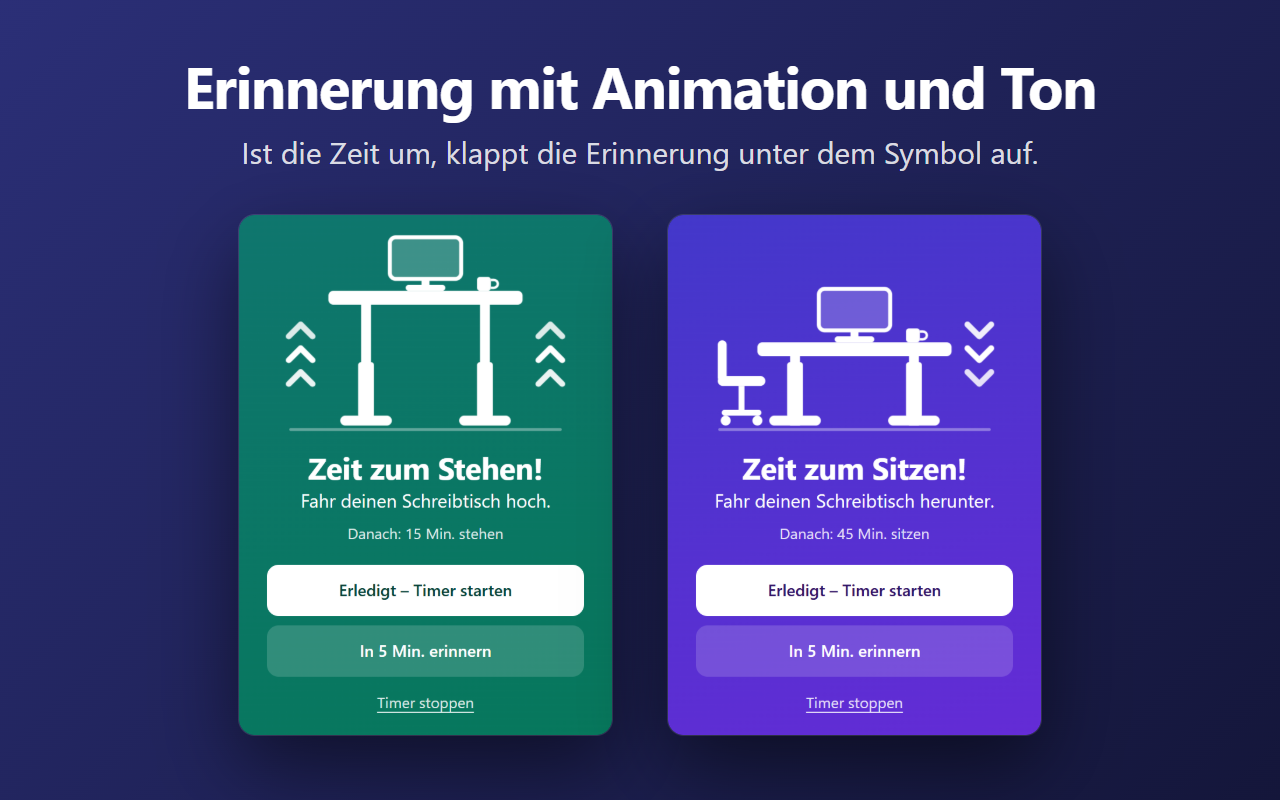 Erinnerung mit Animation und Ton
Ist die Zeit um, klappt die Erinnerung unter dem Symbol auf.
Zeit zum Stehen!
Fahr deinen Schreibtisch hoch.
Danach: 15 Min. stehen
Erledigt – Timer starten
In 5 Min. erinnern
Timer stoppen
Zeit zum Sitzen!
Fahr deinen Schreibtisch herunter.
Danach: 45 Min. sitzen
Erledigt – Timer starten
In 5 Min. erinnern
Timer stoppen